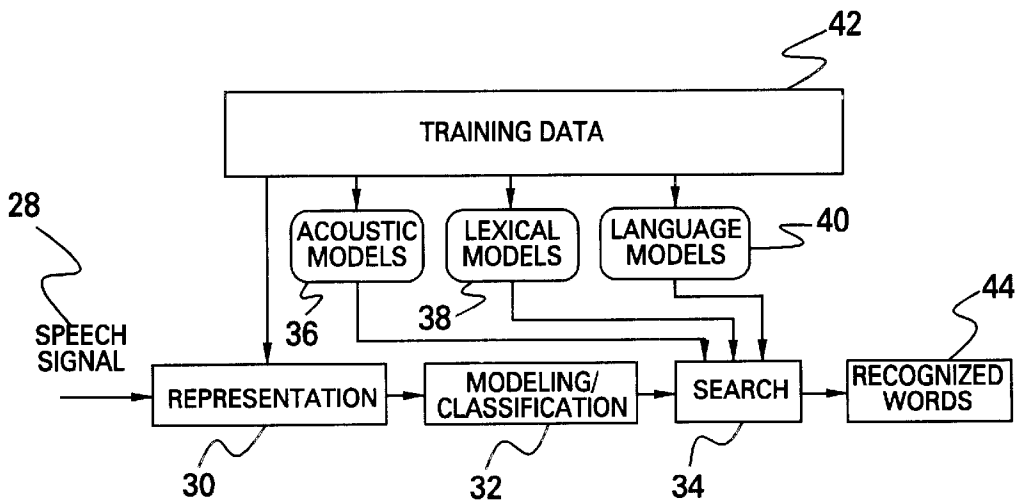 42
TRAINING DATA
28
ACOUSTIC
MODELS
LEXICAL
MODELS
LANGUAGE
MODELS
40
36
38
44
SPEECH
SIGNAL
REPRESENTATION
MODELING/
CLASSIFICATION
SEARCH
RECOGNIZED
WORDS
30
32
34